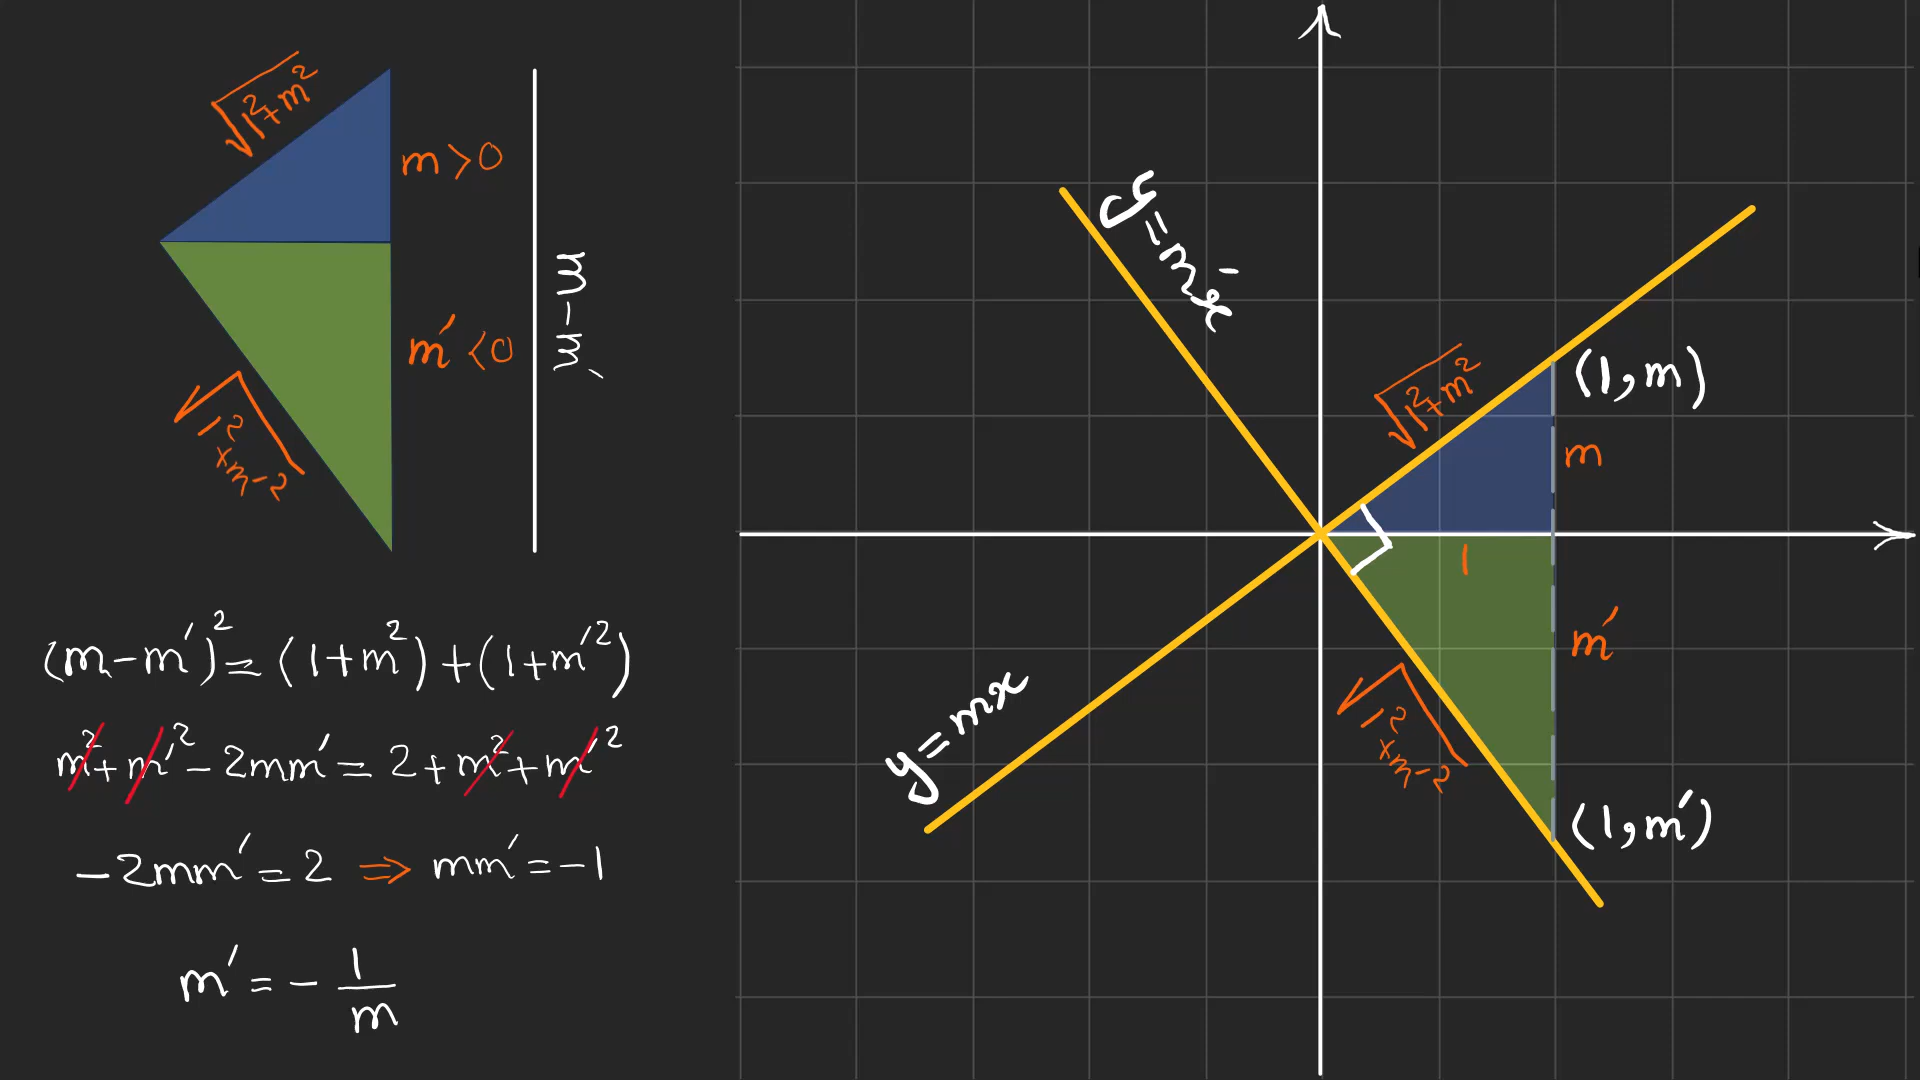 √1²+m²
m>0
m-m′
m′<0
√1²+m′²
(m-m′)²=(1+m²)+(1+m′²)
m²+m′²-2mm′=2+m²+m′²
-2mm′=2 ⇒ mm′=-1
m′=-1/m
y=m′x
√1²+m²
(1,m)
m
1
m′
y=mx
√1²+m′²
(1,m′)